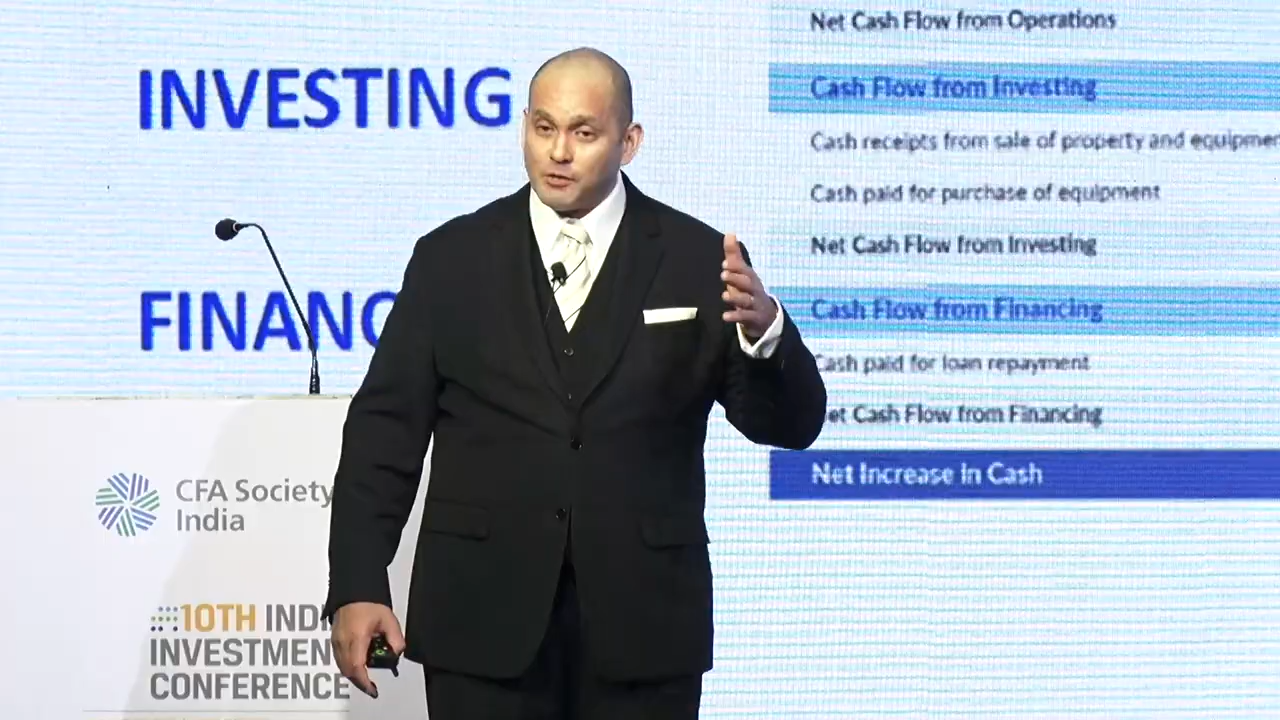 INVESTING
FINANC
Net Cash Flow from Operations
Cash Flow from Investing
Cash receipts from sale of property and equipmen
Cash paid for purchase of equipment
Net Cash Flow from Investing
Cash Flow from Financing
Cash paid for loan repayment
Net Cash Flow from Financing
Net Increase in Cash
CFA Society
India
10TH INDI
INVESTMEN
CONFERENCE